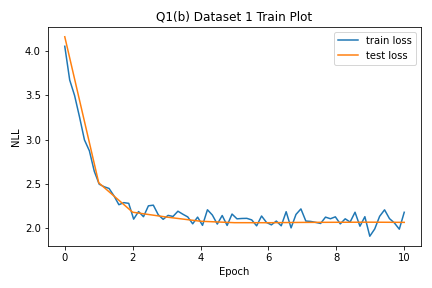 Q1(b) Dataset 1 Train Plot
train loss
test loss
NLL
4.0
3.5
3.0
2.5
2.0
0 2 4 6 8 10
Epoch